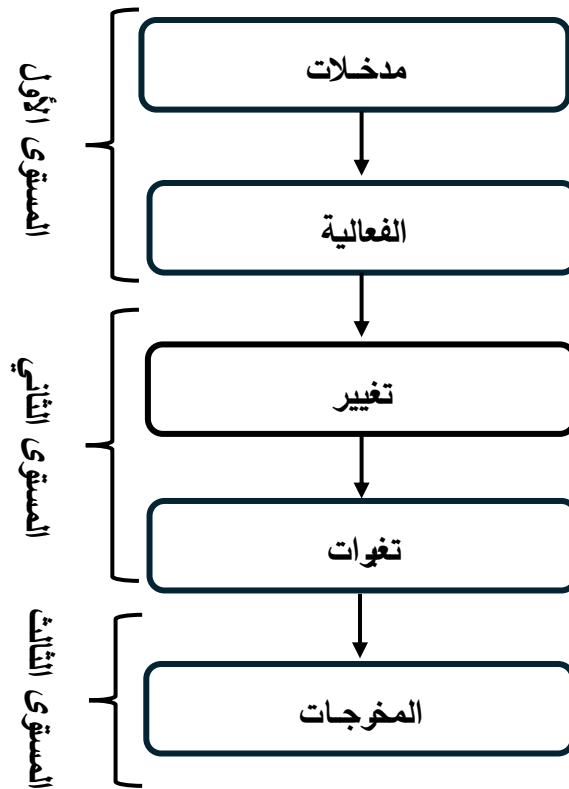 مدخلات
الفعالية
المستوى الأول
تغيير
تغيرات
المستوى الثاني
المخرجات
المستوى الثالث